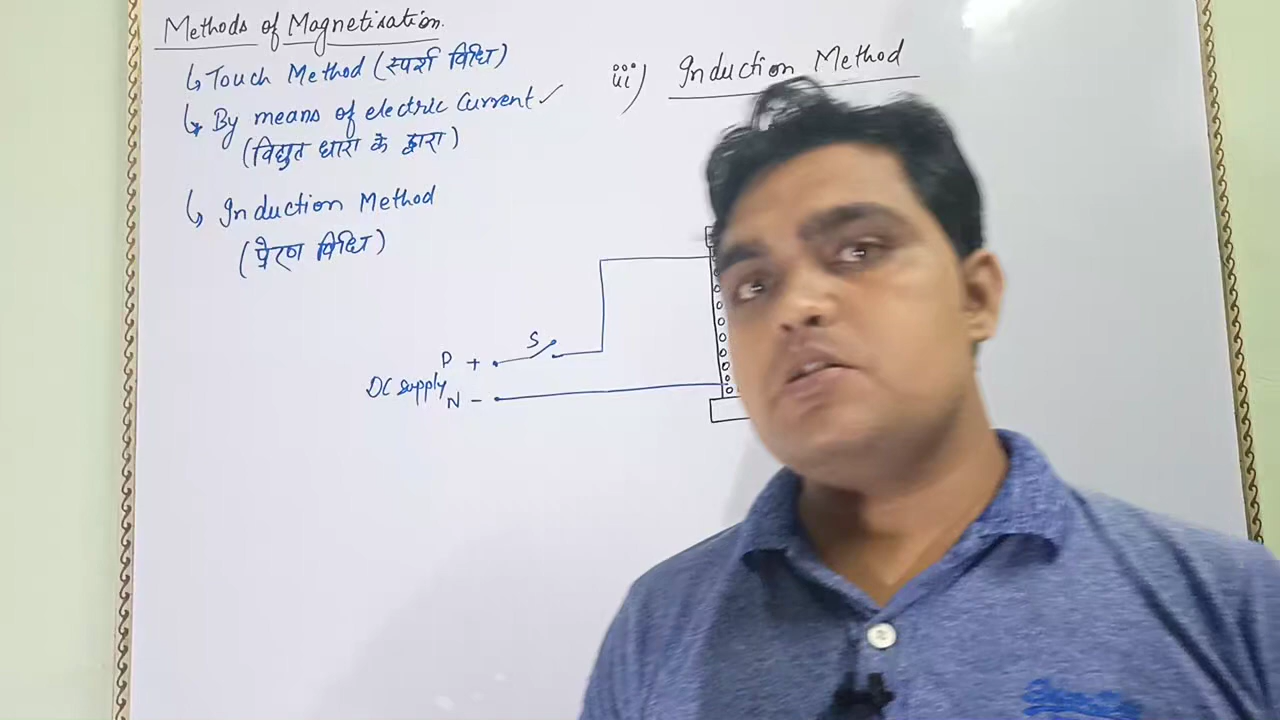 Methods of Magnetisation.
↳ Touch Method (स्पर्श विधि)
↳ By means of electric Current ✓
(विद्युत धारा के द्वारा)
↳ Induction Method
(प्रेरण विधि)
iii) Induction Method
S
P +
DC supply
N -